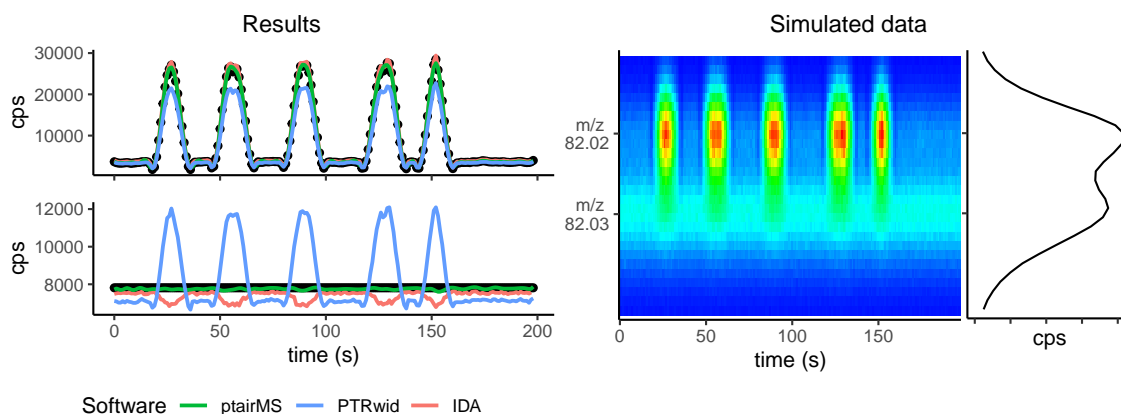 Results
30000
20000
10000
cps
12000
10000
8000
cps
0 50 100 150 200
time (s)
Software ptairMS PTRwid IDA
Simulated data
m/z
82.02
m/z
82.03
0 50 100 150
time (s)
cps